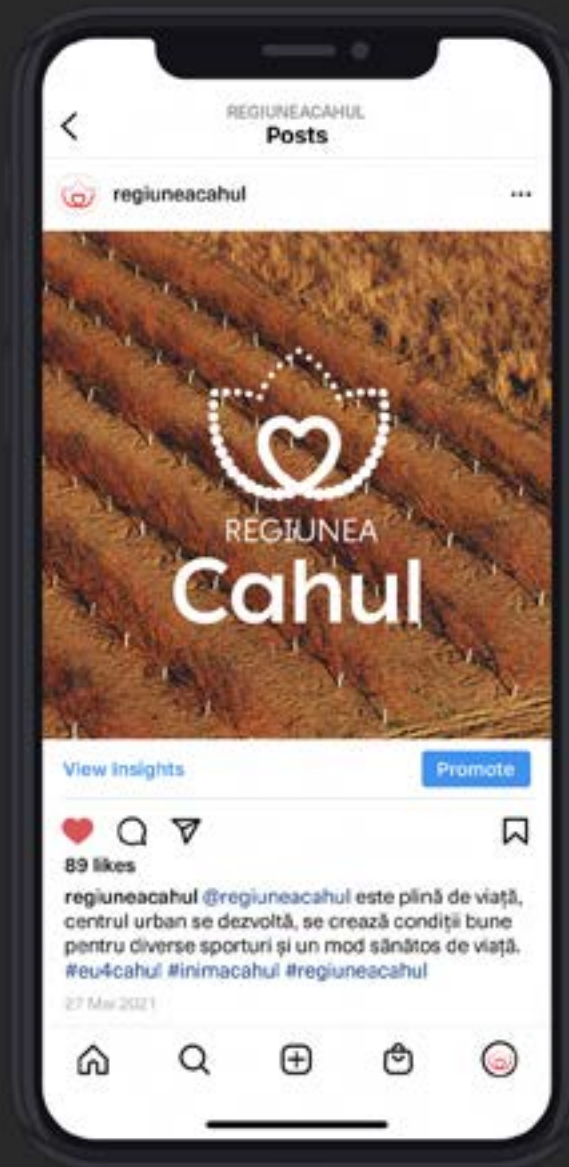 REGIUNEACAHUL
Posts
regiuneacahul
REGIUNEA
Cahul
View Insights
Promote
89 likes
regiuneacahul @regiuneacahul este plină de viață,
centrul urban se dezvoltă, se crează condiții bune
pentru diverse sporturi și un mod sănătos de viață.
#eu4cahul #inimacahul #regiuneacahul
27 Mai 2021